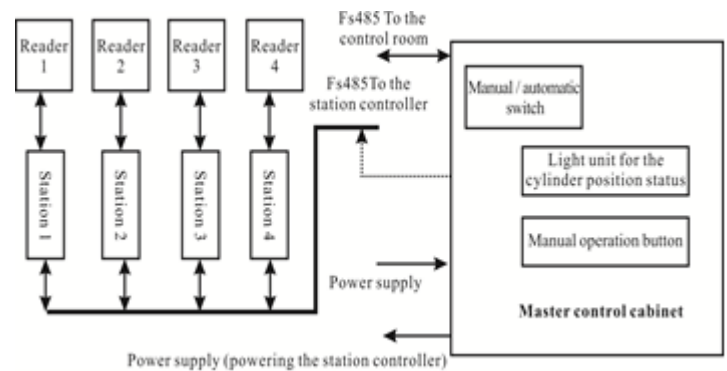 Reader
1
Reader
2
Reader
3
Reader
4
Station 1
Station 2
Station 3
Station 4
Fs485 To the
control room
Fs485To the
station controller
Power supply
Power supply (powering the station controller)
Manual / automatic
switch
Light unit for the
cylinder position status
Manual operation button
Master control cabinet